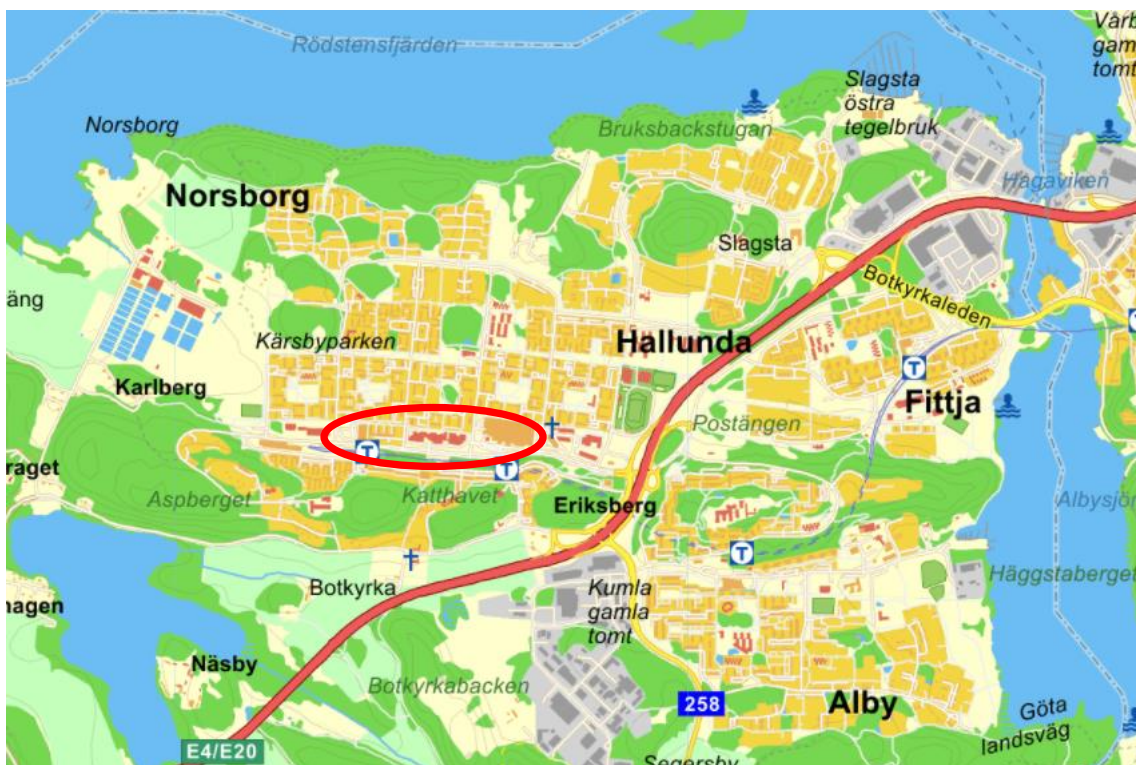 Rödstensfjärden
Vårb
gam
tomt
Slagsta
östra
tegelbruk
Norsborg
Bruksbackstugan
Hagaviken
Norsborg
Slagsta
Botkyrkaleden
äng
Kärsbyparken
Hallunda
Karlberg
T
Fittja
Postängen
T
T
raget
Aspberget
Katthavet
Eriksberg
Albysjön
T
Botkyrka
Häggstaberget
hagen
Kumla
gamla
tomt
Näsby
Botkyrkabacken
258
Alby
Göta
landsväg
E4/E20
Segersby